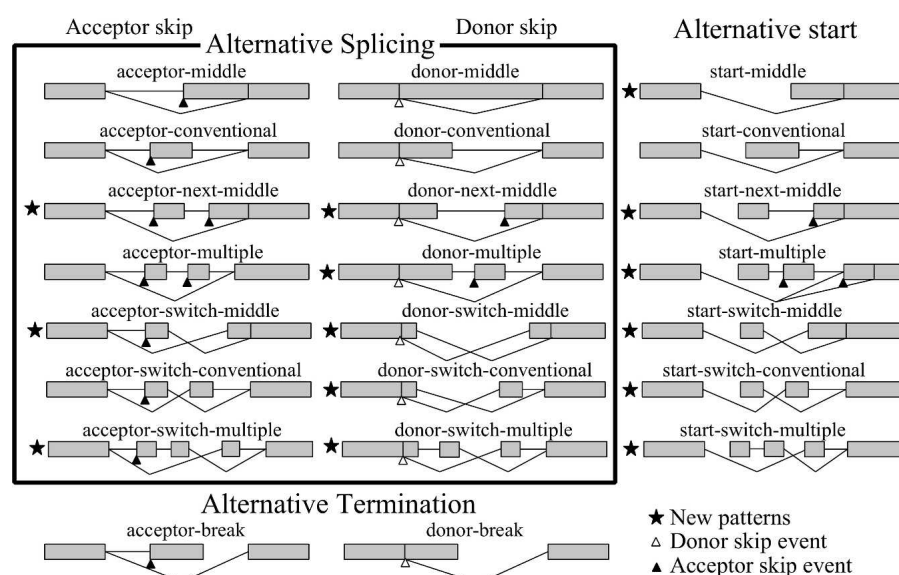 Acceptor skip
Donor skip
Alternative start
Alternative Splicing
acceptor-middle
donor-middle
start-middle
acceptor-conventional
donor-conventional
start-conventional
acceptor-next-middle
donor-next-middle
start-next-middle
acceptor-multiple
donor-multiple
start-multiple
acceptor-switch-middle
donor-switch-middle
start-switch-middle
acceptor-switch-conventional
donor-switch-conventional
start-switch-conventional
acceptor-switch-multiple
donor-switch-multiple
start-switch-multiple
Alternative Termination
acceptor-break
donor-break
New patterns
Donor skip event
Acceptor skip event